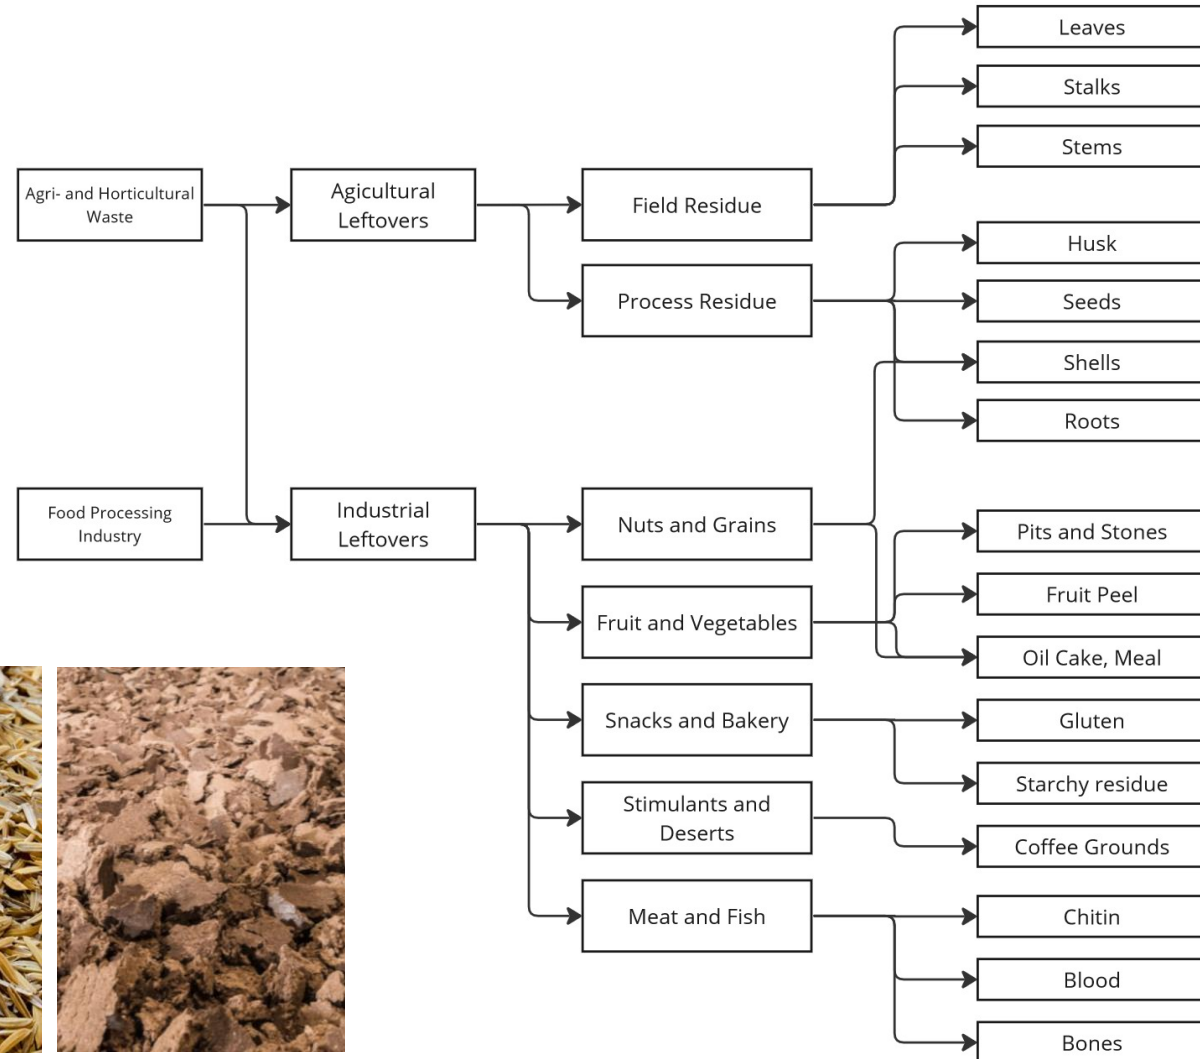 Agri- and Horticultural
Waste
Food Processing
Industry
Agicultural
Leftovers
Industrial
Leftovers
Field Residue
Process Residue
Nuts and Grains
Fruit and Vegetables
Snacks and Bakery
Stimulants and
Deserts
Meat and Fish
Leaves
Stalks
Stems
Husk
Seeds
Shells
Roots
Pits and Stones
Fruit Peel
Oil Cake, Meal
Gluten
Starchy residue
Coffee Grounds
Chitin
Blood
Bones